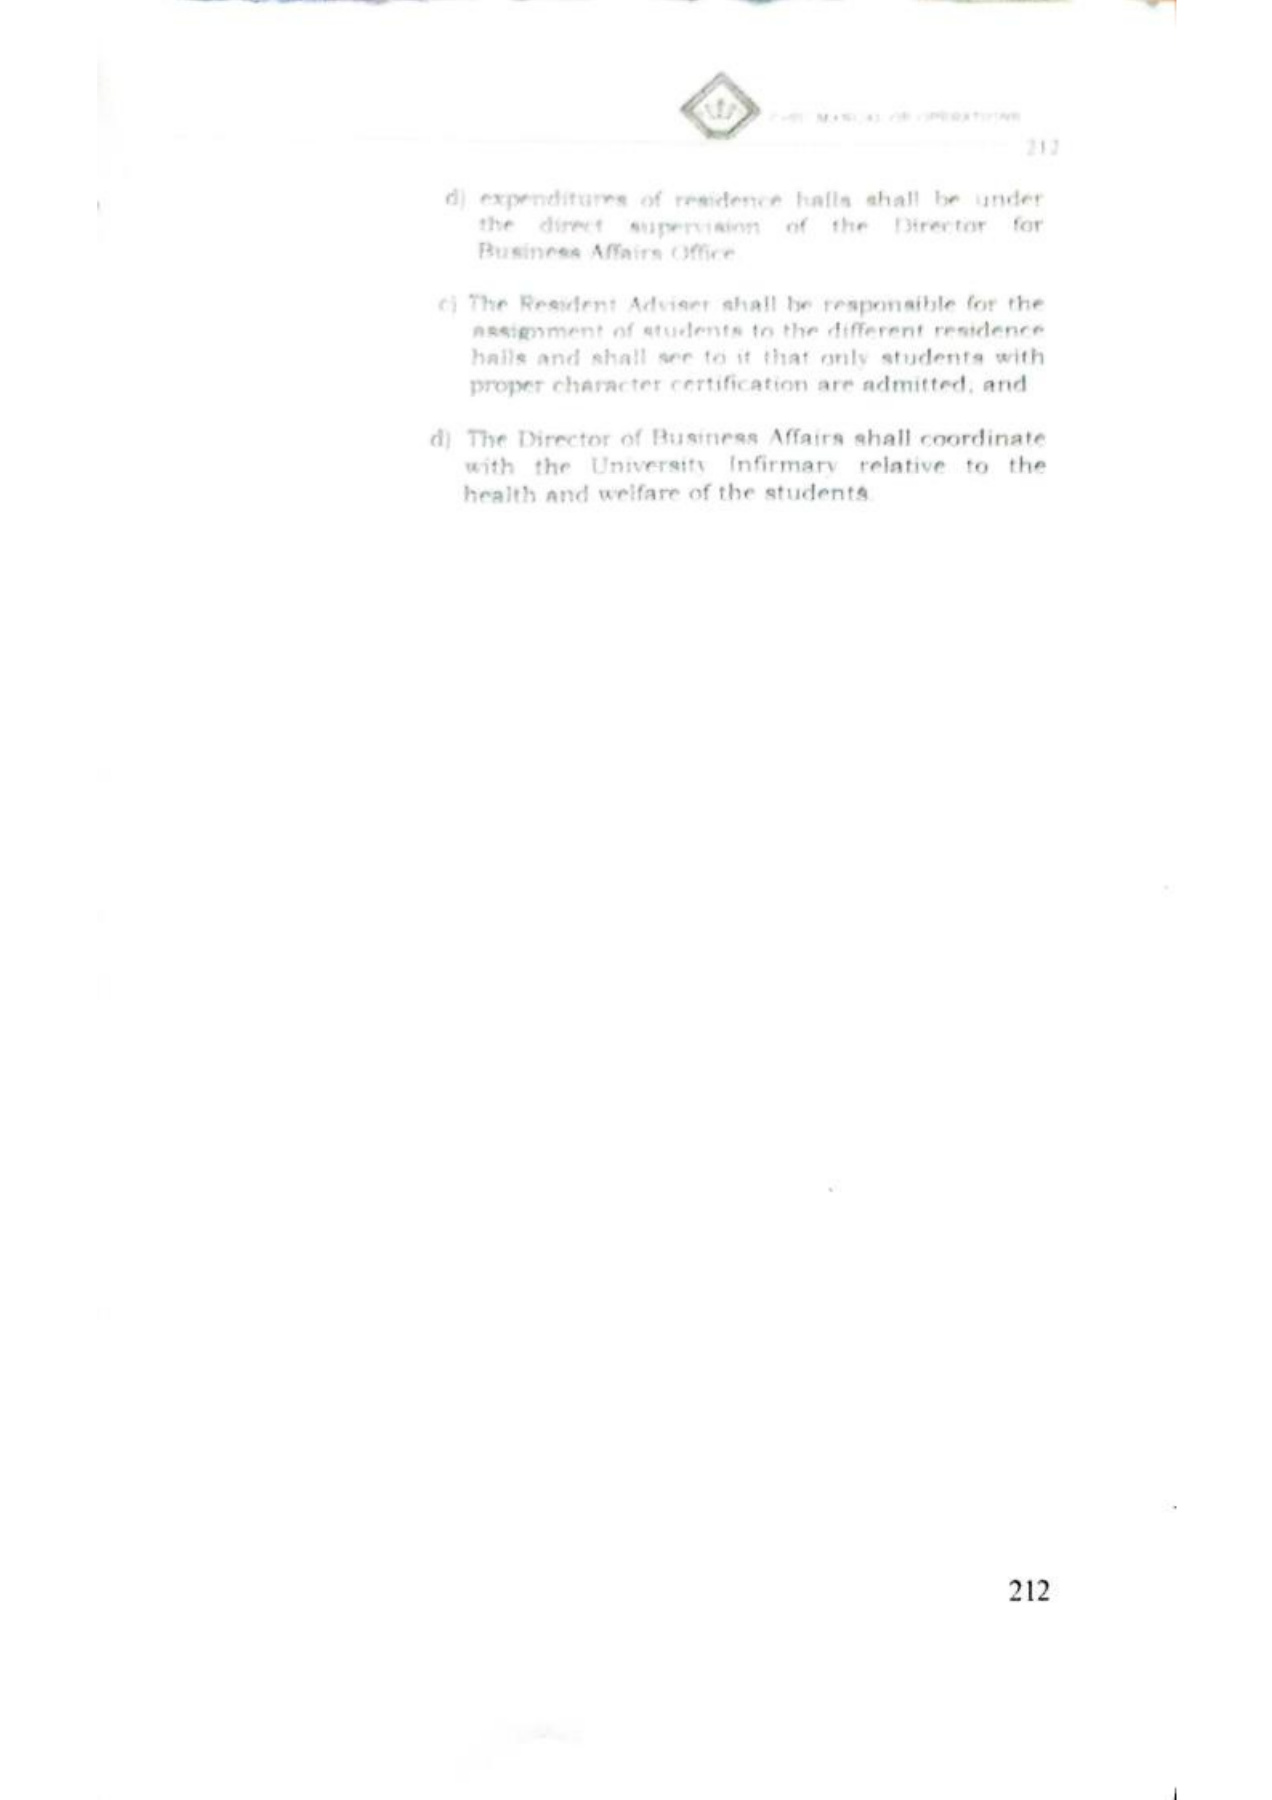 MANUAL OF OPERATIONS
212
d) expenditures of residence halls shall be under
the direct supervision of the Director for
Business Affairs Office
c) The Resident Adviser shall be responsible for the
assignment of students to the different residence
halls and shall see to it that only students with
proper character certification are admitted, and
d) The Director of Business Affairs shall coordinate
with the University Infirmary relative to the
health and welfare of the students.
212